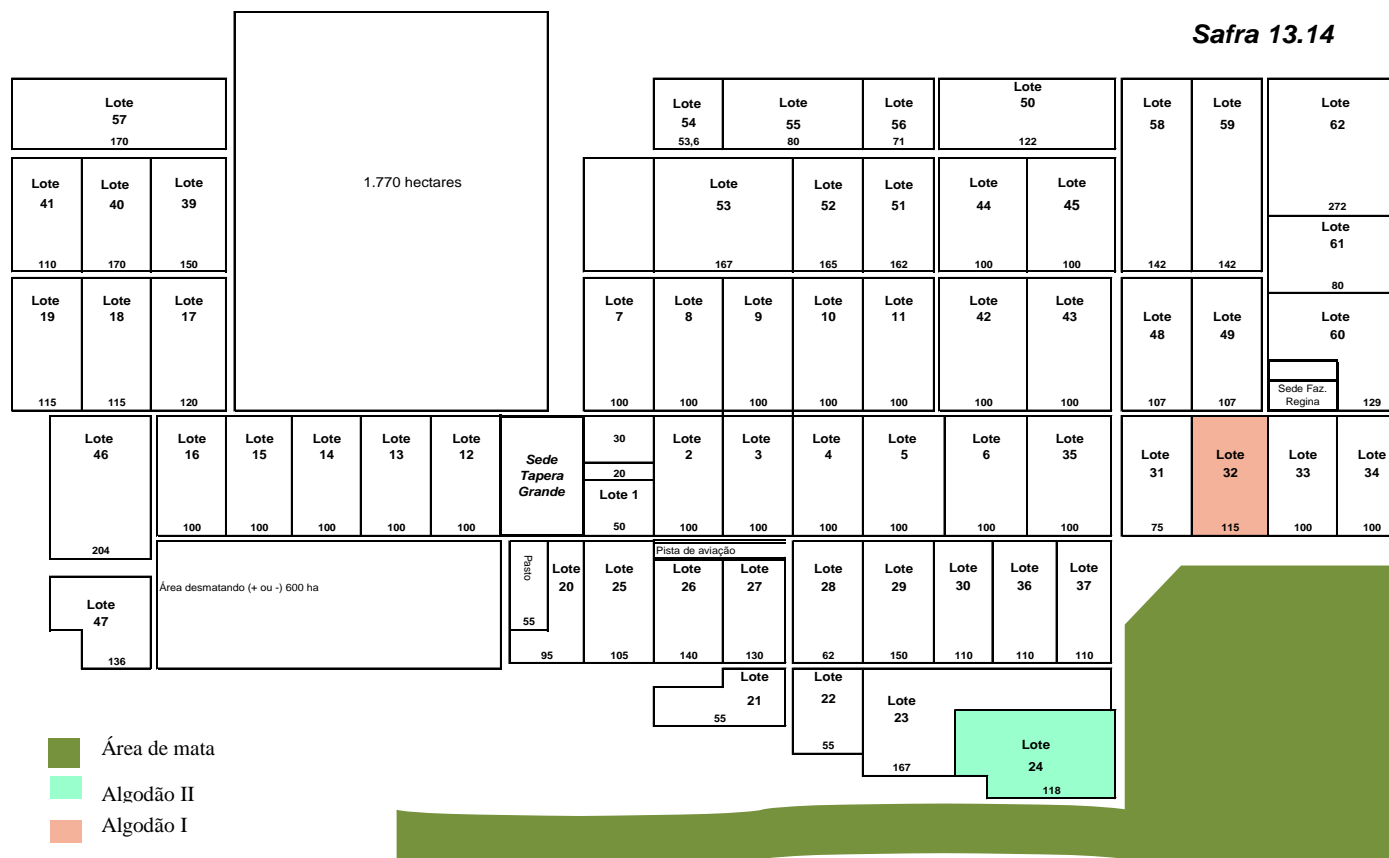 Safra 13.14
1.770 hectares
Lote
57
170
Lote
54
53,6
Lote
55
80
Lote
56
71
Lote
50
122
Lote
58
142
Lote
59
142
Lote
62
272
Lote
41
110
Lote
40
170
Lote
39
150
Lote
53
167
Lote
52
165
Lote
51
162
Lote
44
100
Lote
45
100
Lote
61
80
Lote
19
115
Lote
18
115
Lote
17
120
Lote
7
100
Lote
8
100
Lote
9
100
Lote
10
100
Lote
11
100
Lote
42
100
Lote
43
100
Lote
48
107
Lote
49
107
Lote
60
129
Sede Faz.
Regina
Lote
46
204
Lote
16
100
Lote
15
100
Lote
14
100
Lote
13
100
Lote
12
100
Sede
Tapera
Grande
30
20
Lote 1
50
Lote
2
100
Lote
3
100
Lote
4
100
Lote
5
100
Lote
6
100
Lote
35
100
Lote
31
75
Lote
32
115
Lote
33
100
Lote
34
100
Lote
47
136
Área desmatando (+ ou -) 600 ha
Pasto
55
Lote
20
95
Lote
25
105
Pista de aviação
Lote
26
140
Lote
27
130
Lote
28
62
Lote
29
150
Lote
30
110
Lote
36
110
Lote
37
110
Lote
21
55
Lote
22
55
Lote
23
167
Lote
24
118
Área de mata
Algodão II
Algodão I